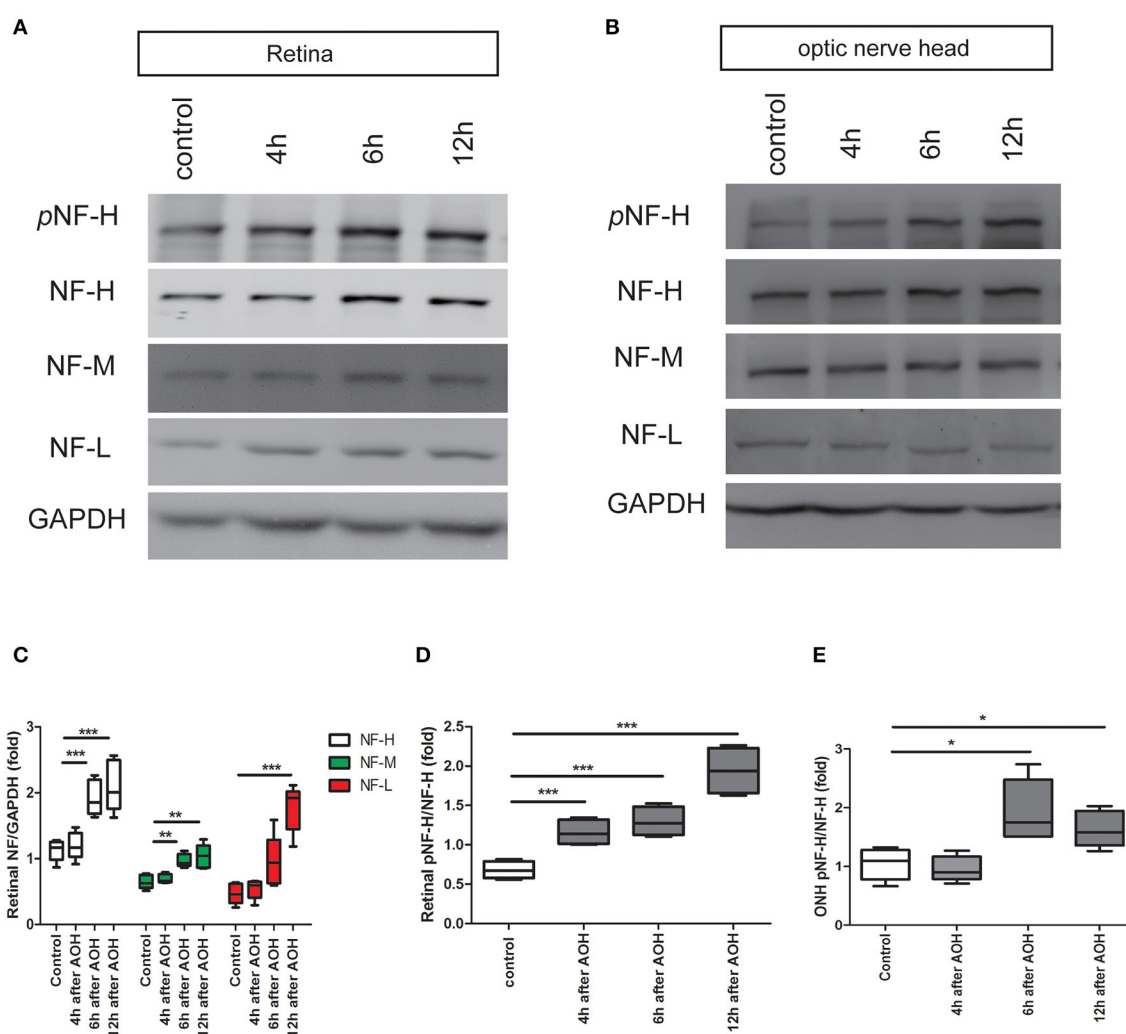 A
Retina
control 4h 6h 12h
pNF-H
NF-H
NF-M
NF-L
GAPDH
B
optic nerve head
control 4h 6h 12h
pNF-H
NF-H
NF-M
NF-L
GAPDH
C
Retinal NF/GAPDH (fold)
3
2
1
0
***
***
**
**
***
NF-H
NF-M
NF-L
Control 4h after AOH 6h after AOH 12h after AOH Control 4h after AOH 6h after AOH 12h after AOH Control 4h after AOH 6h after AOH 12h after AOH
D
Retinal pNF-H/NF-H (fold)
2.5
2.0
1.5
1.0
0.5
0.0
***
***
***
control 4h after AOH 6h after AOH 12h after AOH
E
ONH pNF-H/NF-H (fold)
3
2
1
0
*
*
Control 4h after AOH 6h after AOH 12h after AOH